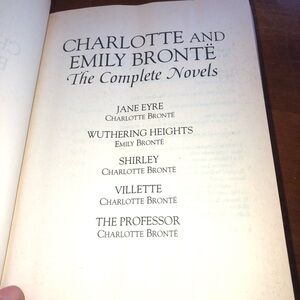 CHARLOTTE AND
EMILY BRONTË
The Complete Novels
JANE EYRE
CHARLOTTE BRONTË
WUTHERING HEIGHTS
EMILY BRONTË
SHIRLEY
CHARLOTTE BRONTË
VILLETTE
CHARLOTTE BRONTË
THE PROFESSOR
CHARLOTTE BRONTË